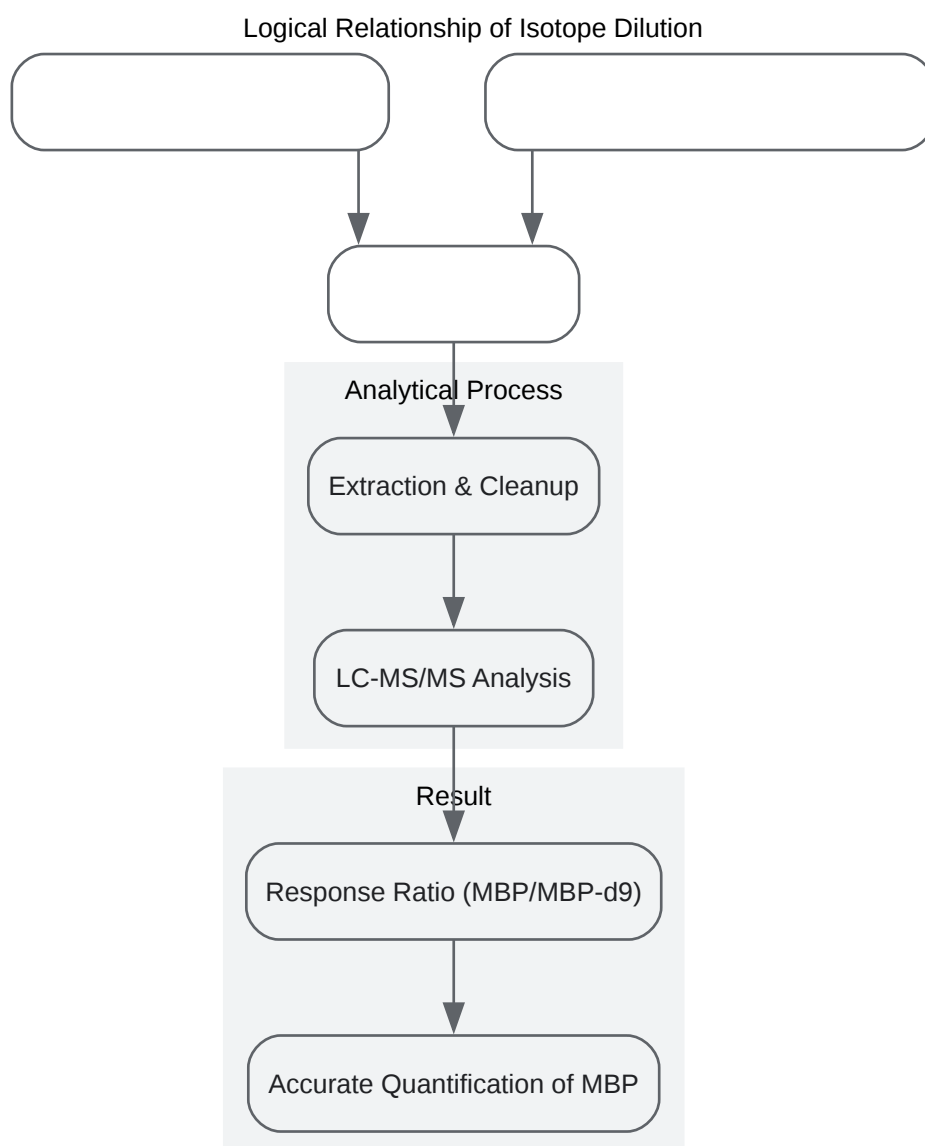 Logical Relationship of Isotope Dilution
Analytical Process
Extraction & Cleanup
LC-MS/MS Analysis
Result
Response Ratio (MBP/MBP-d9)
Accurate Quantification of MBP